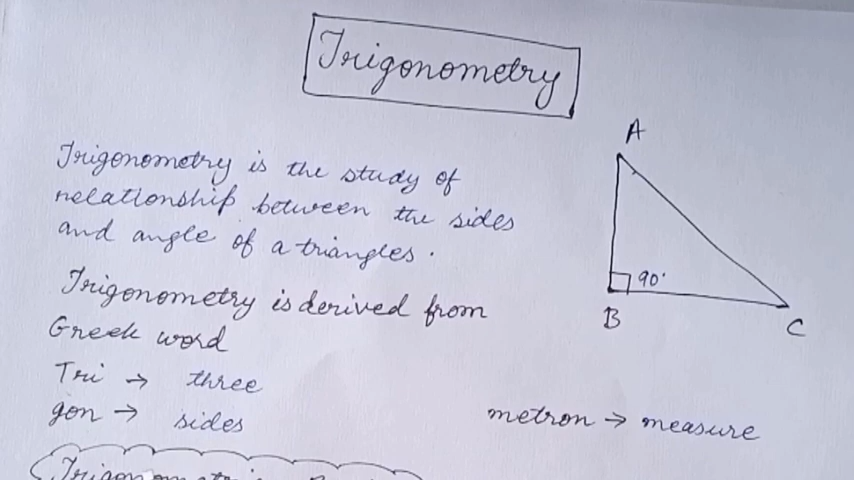 Trigonometry
Trigonometry is the study of
relationship between the sides
and angle of a triangles.
Trigonometry is derived from
Greek word
Tri → three
gon → sides
metron → measure
A
90°
B
C